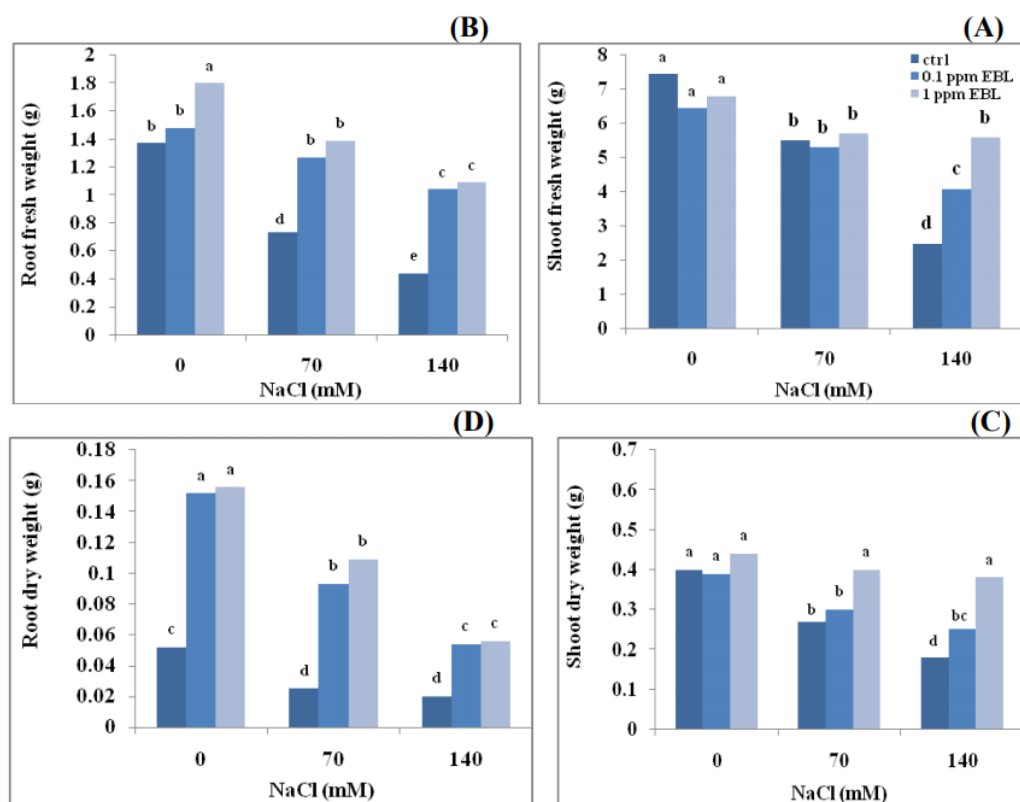 (B)
2
1.8
1.6
1.4
1.2
1
0.8
0.6
0.4
0.2
0
Root fresh weight (g)
b b a
d b b
e c c
0 70 140
NaCl (mM)
(A)
8
7
6
5
4
3
2
1
0
Shoot fresh weight (g)
ctrl
0.1 ppm EBL
1 ppm EBL
a a a
b b b
d c b
0 70 140
NaCl (mM)
(D)
0.18
0.16
0.14
0.12
0.1
0.08
0.06
0.04
0.02
0
Root dry weight (g)
c a a
d b b
d c c
0 70 140
NaCl (mM)
(C)
0.7
0.6
0.5
0.4
0.3
0.2
0.1
0
Shoot dry weight (g)
a a a
b b a
d bc a
0 70 140
NaCl (mM)